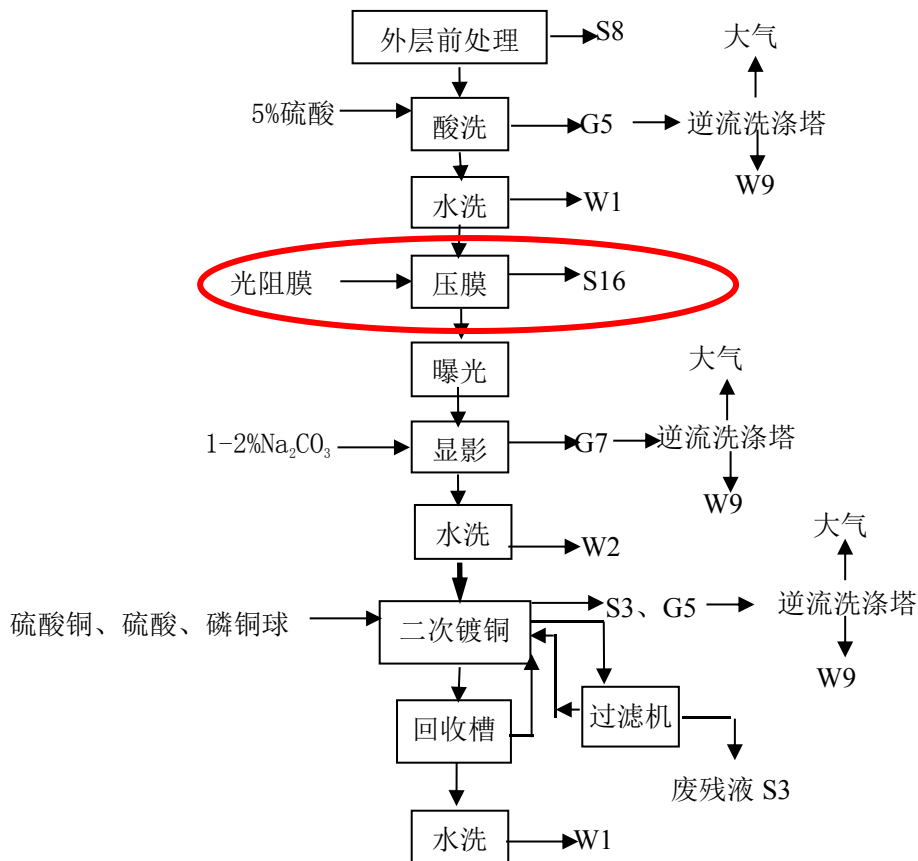 外层前处理
S8
大气
5%硫酸
酸洗
G5
逆流洗涤塔
W9
水洗
W1
光阻膜
压膜
S16
曝光
大气
1-2%Na₂CO₃
显影
G7
逆流洗涤塔
W9
水洗
W2
大气
硫酸铜、硫酸、磷铜球
二次镀铜
S3、G5
逆流洗涤塔
W9
回收槽
过滤机
废残液 S3
水洗
W1